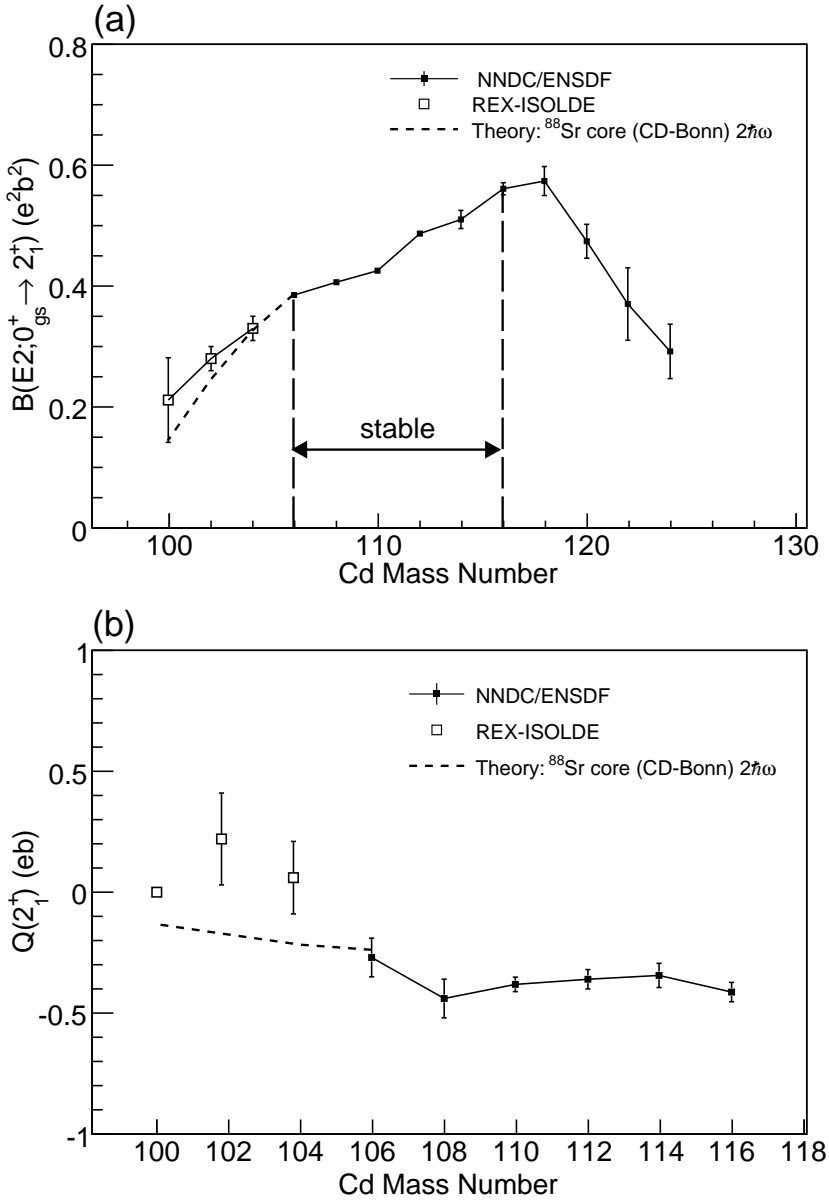 (a)
0.8
0.6
0.4
0.2
0
B(E2;0⁺gs → 2⁺1) (e²b²)
NNDC/ENSDF
REX-ISOLDE
Theory: ⁸⁸Sr core (CD-Bonn) 2ℏω
stable
100 110 120 130
Cd Mass Number
(b)
1
0.5
0
-0.5
-1
Q(2⁺1) (eb)
NNDC/ENSDF
REX-ISOLDE
Theory: ⁸⁸Sr core (CD-Bonn) 2ℏω
100 102 104 106 108 110 112 114 116 118
Cd Mass Number